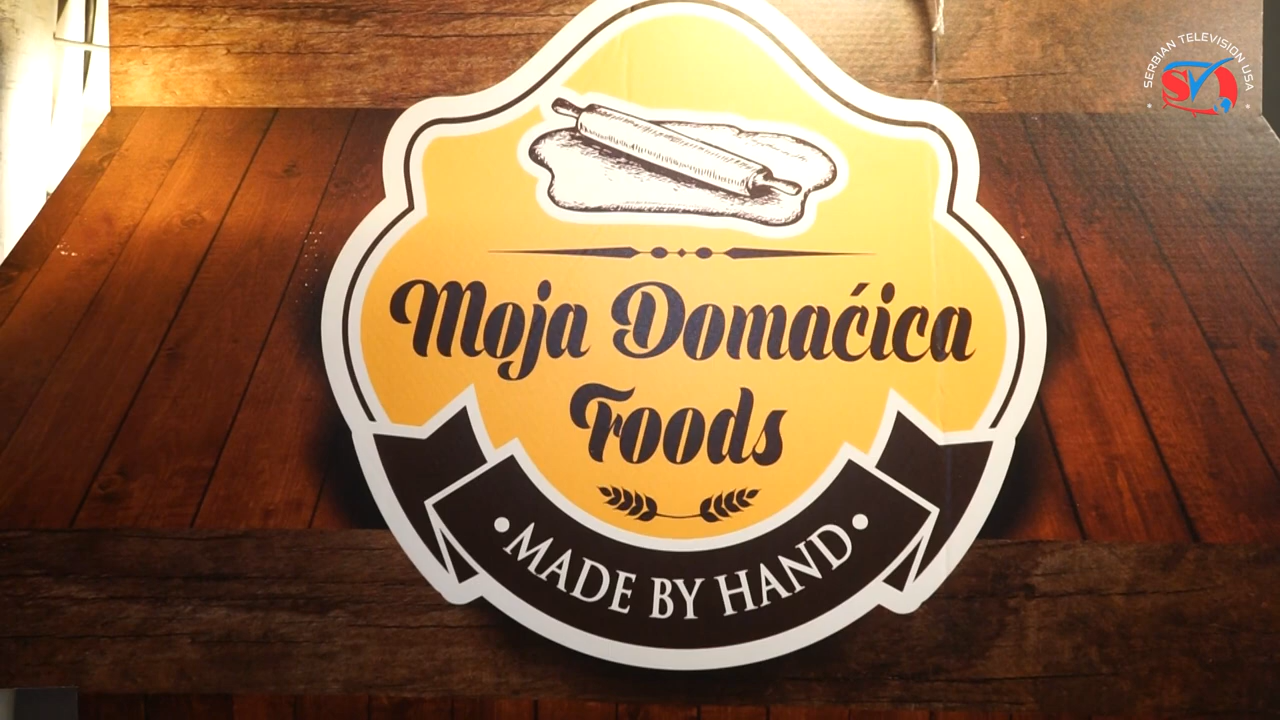 SERBIAN TELEVISION USA
Moja Domaćica
Foods
• MADE BY HAND •